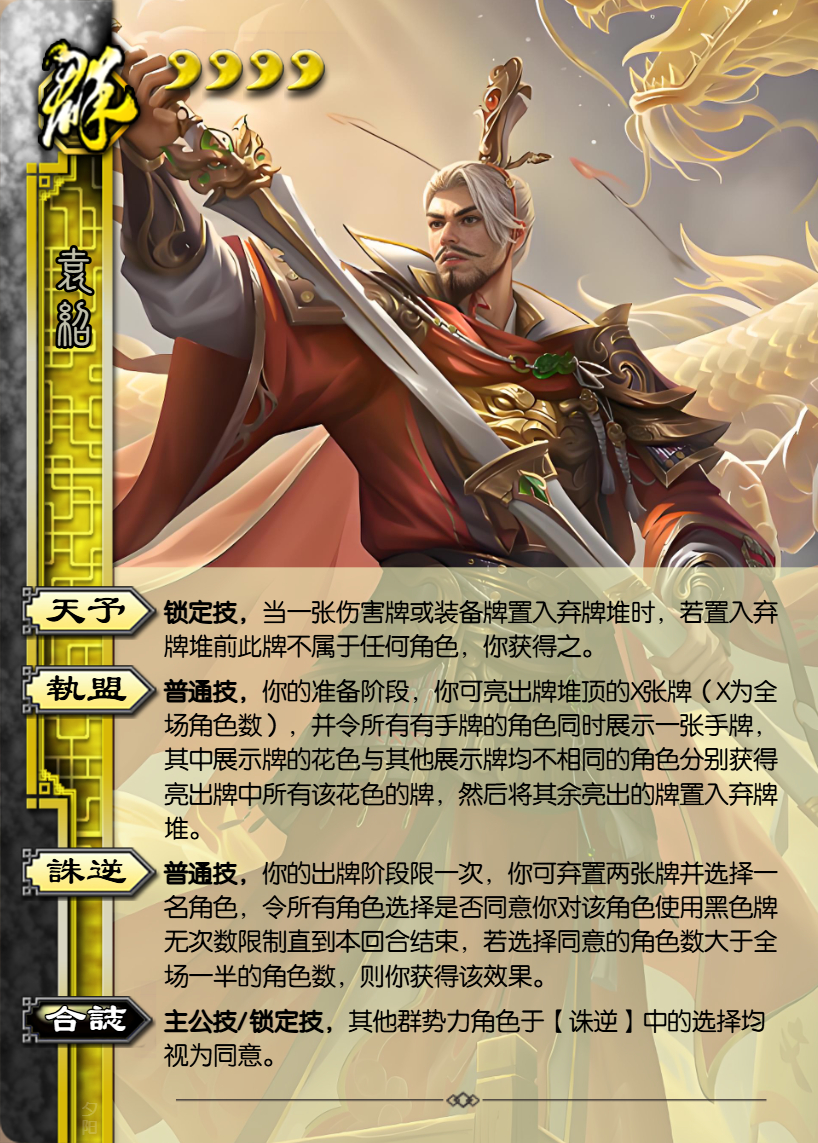 群
袁紹
天予
锁定技，当一张伤害牌或装备牌置入弃牌堆时，若置入弃
牌堆前此牌不属于任何角色，你获得之。
執盟
普通技，你的准备阶段，你可亮出牌堆顶的X张牌（X为全
场角色数），并令所有有手牌的角色同时展示一张手牌，
其中展示牌的花色与其他展示牌均不相同的角色分别获得
亮出牌中所有该花色的牌，然后将其余亮出的牌置入弃牌
堆。
誅逆
普通技，你的出牌阶段限一次，你可弃置两张牌并选择一
名角色，令所有角色选择是否同意你对该角色使用黑色牌
无次数限制直到本回合结束，若选择同意的角色数大于全
场一半的角色数，则你获得该效果。
合誌
主公技/锁定技，其他群势力角色于【诛逆】中的选择均
视为同意。